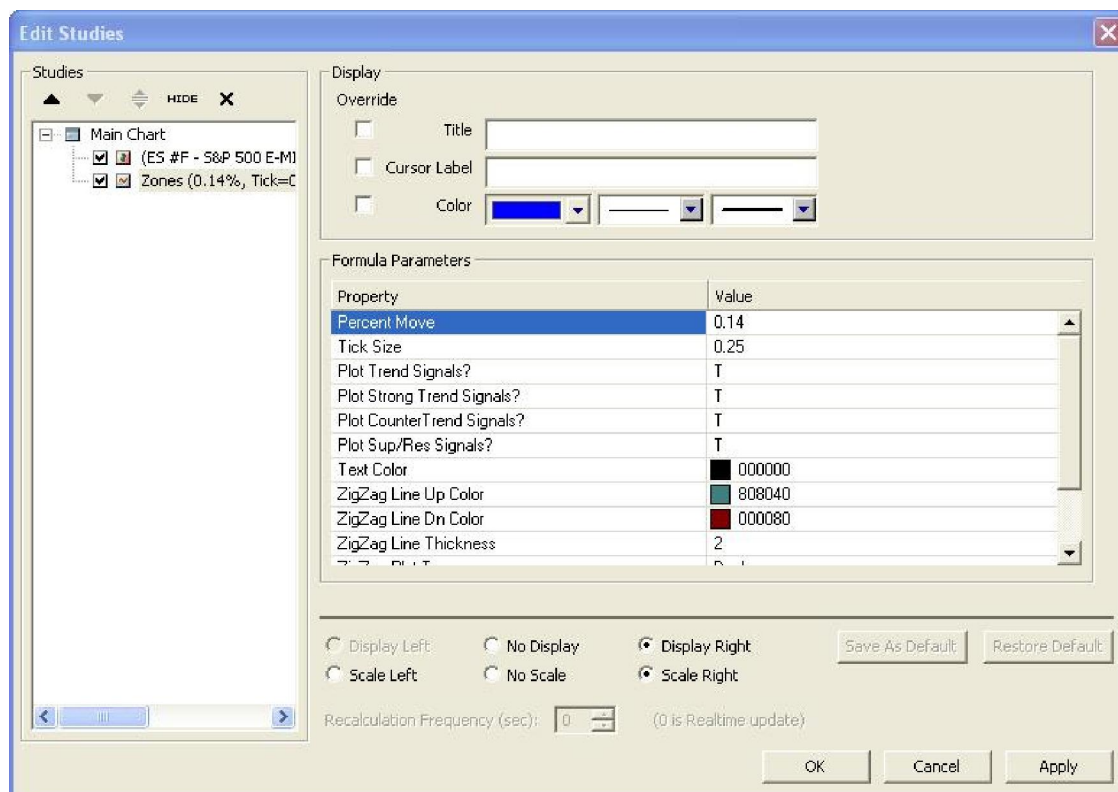 Edit Studies
Studies
HIDE
Main Chart
(ES #F - S&P 500 E-MI
Zones (0.14%, Tick=0
Display
Override
Title
Cursor Label
Color
Formula Parameters
Property Value
Percent Move 0.14
Tick Size 0.25
Plot Trend Signals? T
Plot Strong Trend Signals? T
Plot CounterTrend Signals? T
Plot Sup/Res Signals? T
Text Color 000000
ZigZag Line Up Color 808040
ZigZag Line Dn Color 000080
ZigZag Line Thickness 2
Display Left No Display Display Right Save As Default Restore Default
Scale Left No Scale Scale Right
Recalculation Frequency (sec): 0 (0 is Realtime update)
OK Cancel Apply